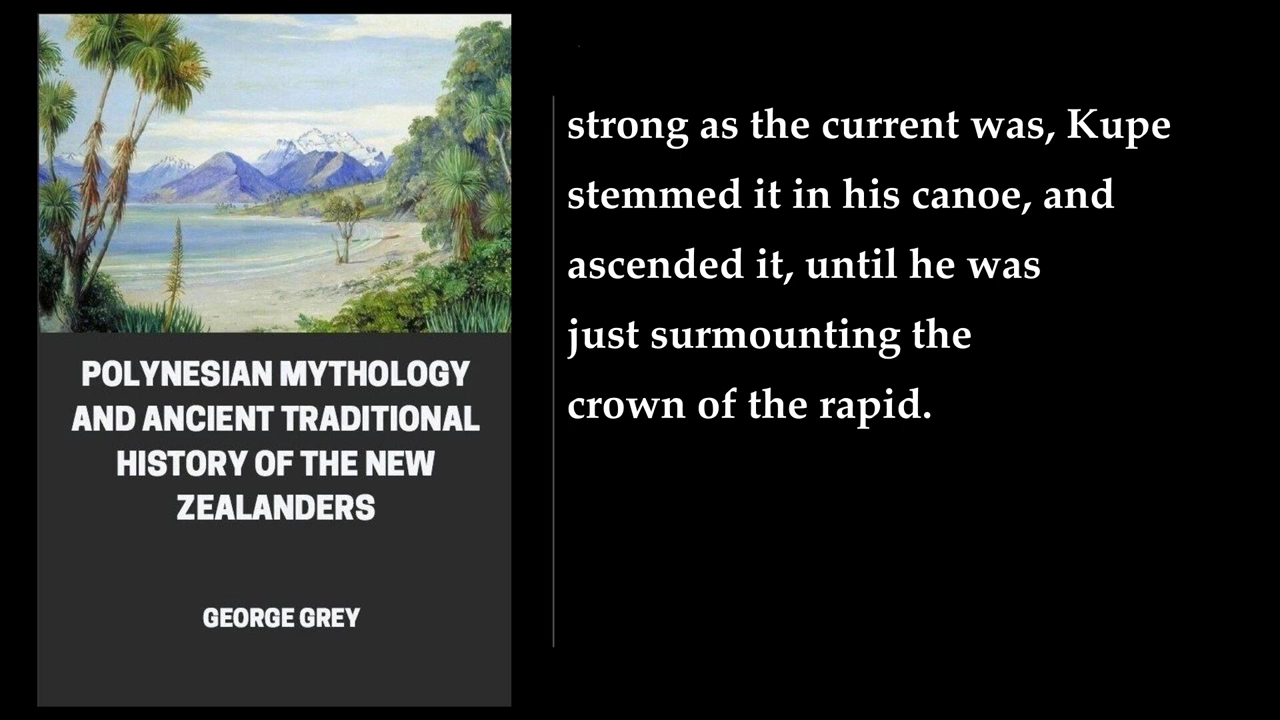 POLYNESIAN MYTHOLOGY
AND ANCIENT TRADITIONAL
HISTORY OF THE NEW
ZEALANDERS
GEORGE GREY
strong as the current was, Kupe
stemmed it in his canoe, and
ascended it, until he was
just surmounting the
crown of the rapid.